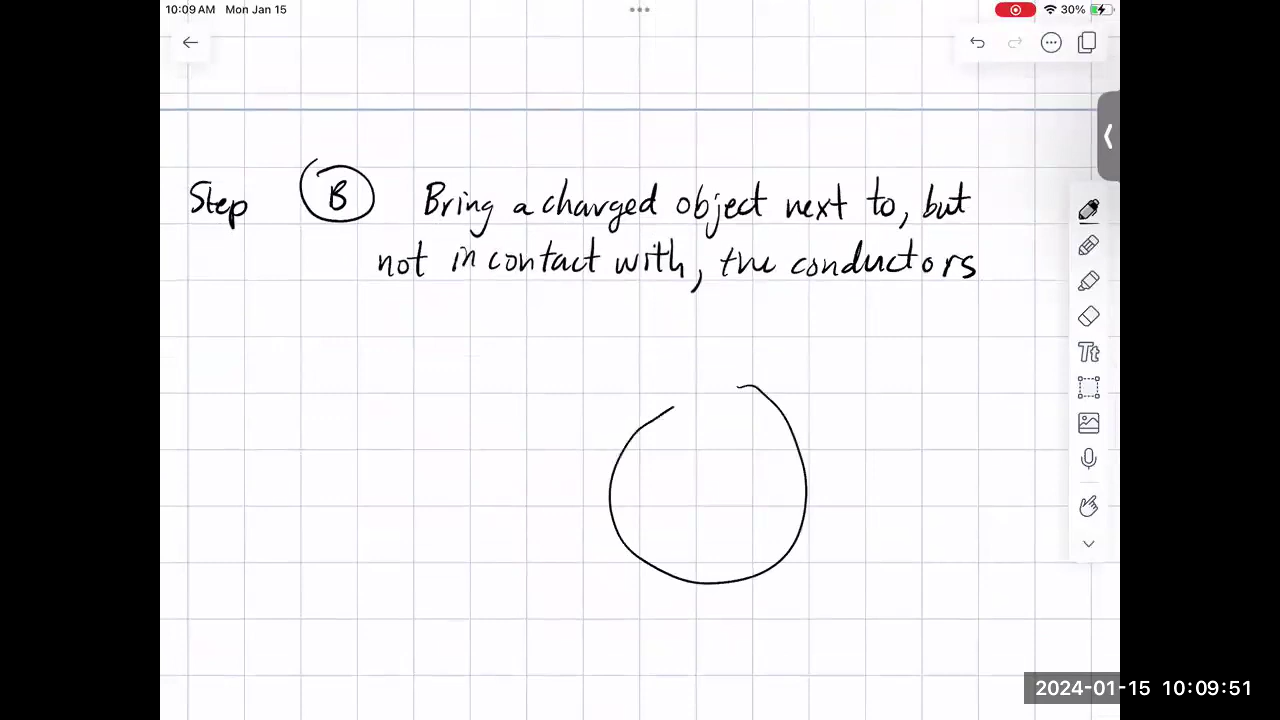 10:09 AM Mon Jan 15
30%
Step B Bring a charged object next to, but
not in contact with, the conductors
Tt
2024-01-15 10:09:51